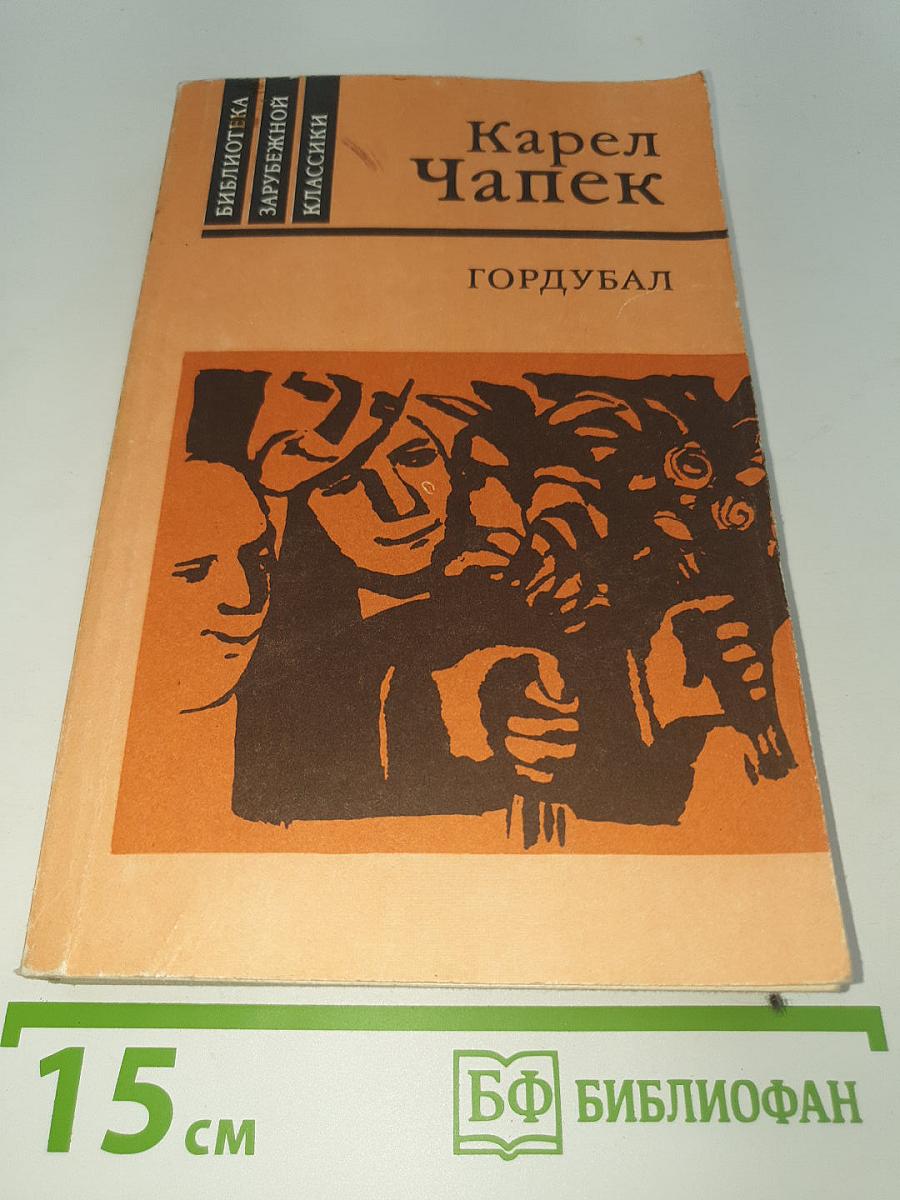 БИБЛИОТЕКА
ЗАРУБЕЖНОЙ
КЛАССИКИ
Карел
Чапек
ГОРДУБАЛ
15 см
БФ БИБЛИОФАН